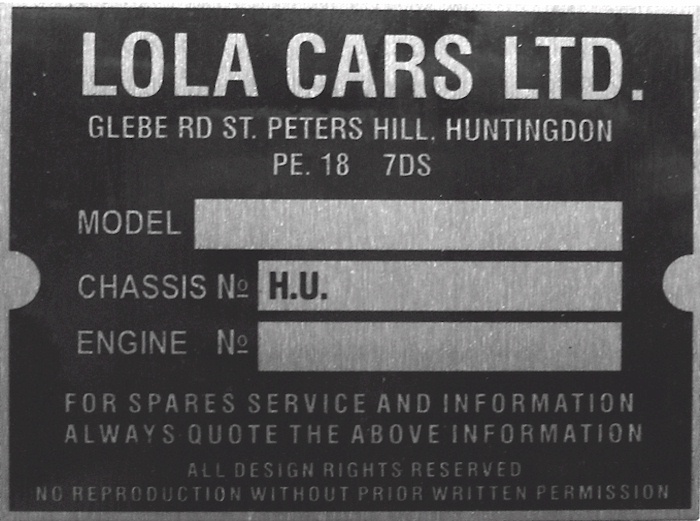 LOLA CARS LTD.
GLEBE RD ST. PETERS HILL, HUNTINGDON
PE. 18 7DS
MODEL
CHASSIS Nº H.U.
ENGINE Nº
FOR SPARES SERVICE AND INFORMATION
ALWAYS QUOTE THE ABOVE INFORMATION
ALL DESIGN RIGHTS RESERVED
NO REPRODUCTION WITHOUT PRIOR WRITTEN PERMISSION